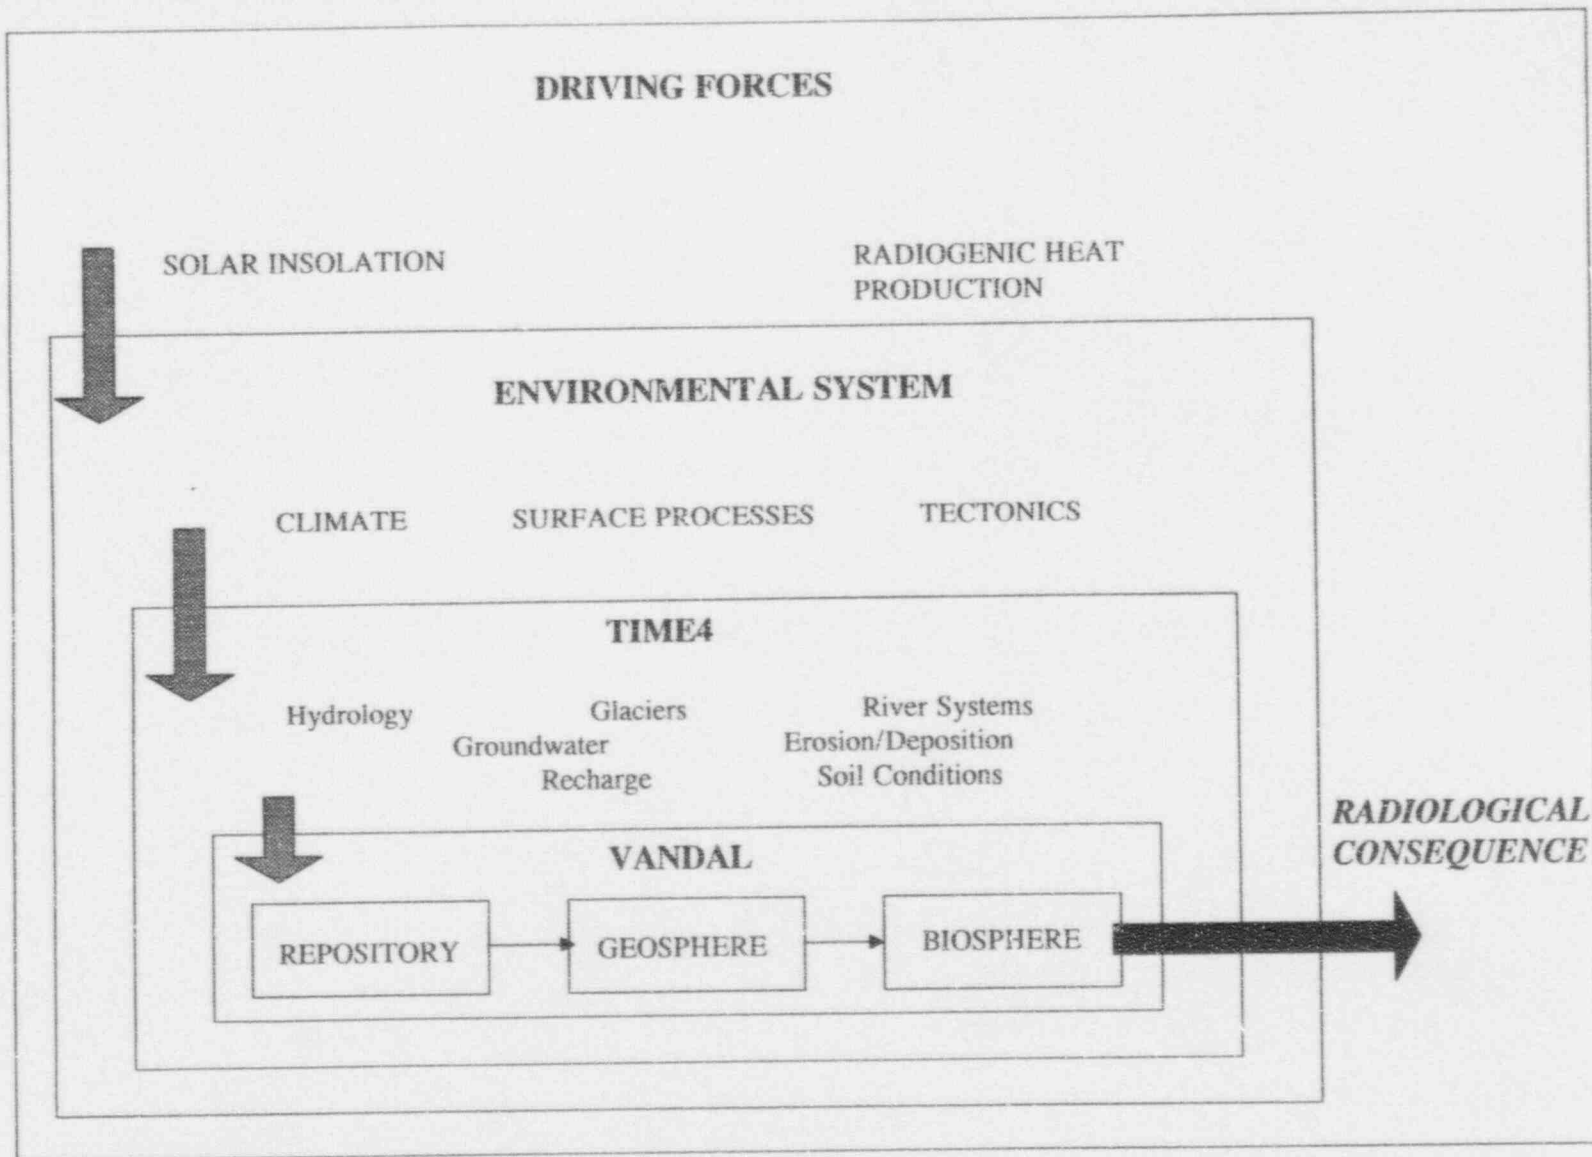 DRIVING FORCES
SOLAR INSOLATION
RADIOGENIC HEAT
PRODUCTION
ENVIRONMENTAL SYSTEM
CLIMATE
SURFACE PROCESSES
TECTONICS
TIME4
Hydrology
Glaciers
River Systems
Groundwater
Erosion/Deposition
Recharge
Soil Conditions
RADIOLOGICAL
CONSEQUENCE
VANDAL
REPOSITORY
GEOSPHERE
BIOSPHERE